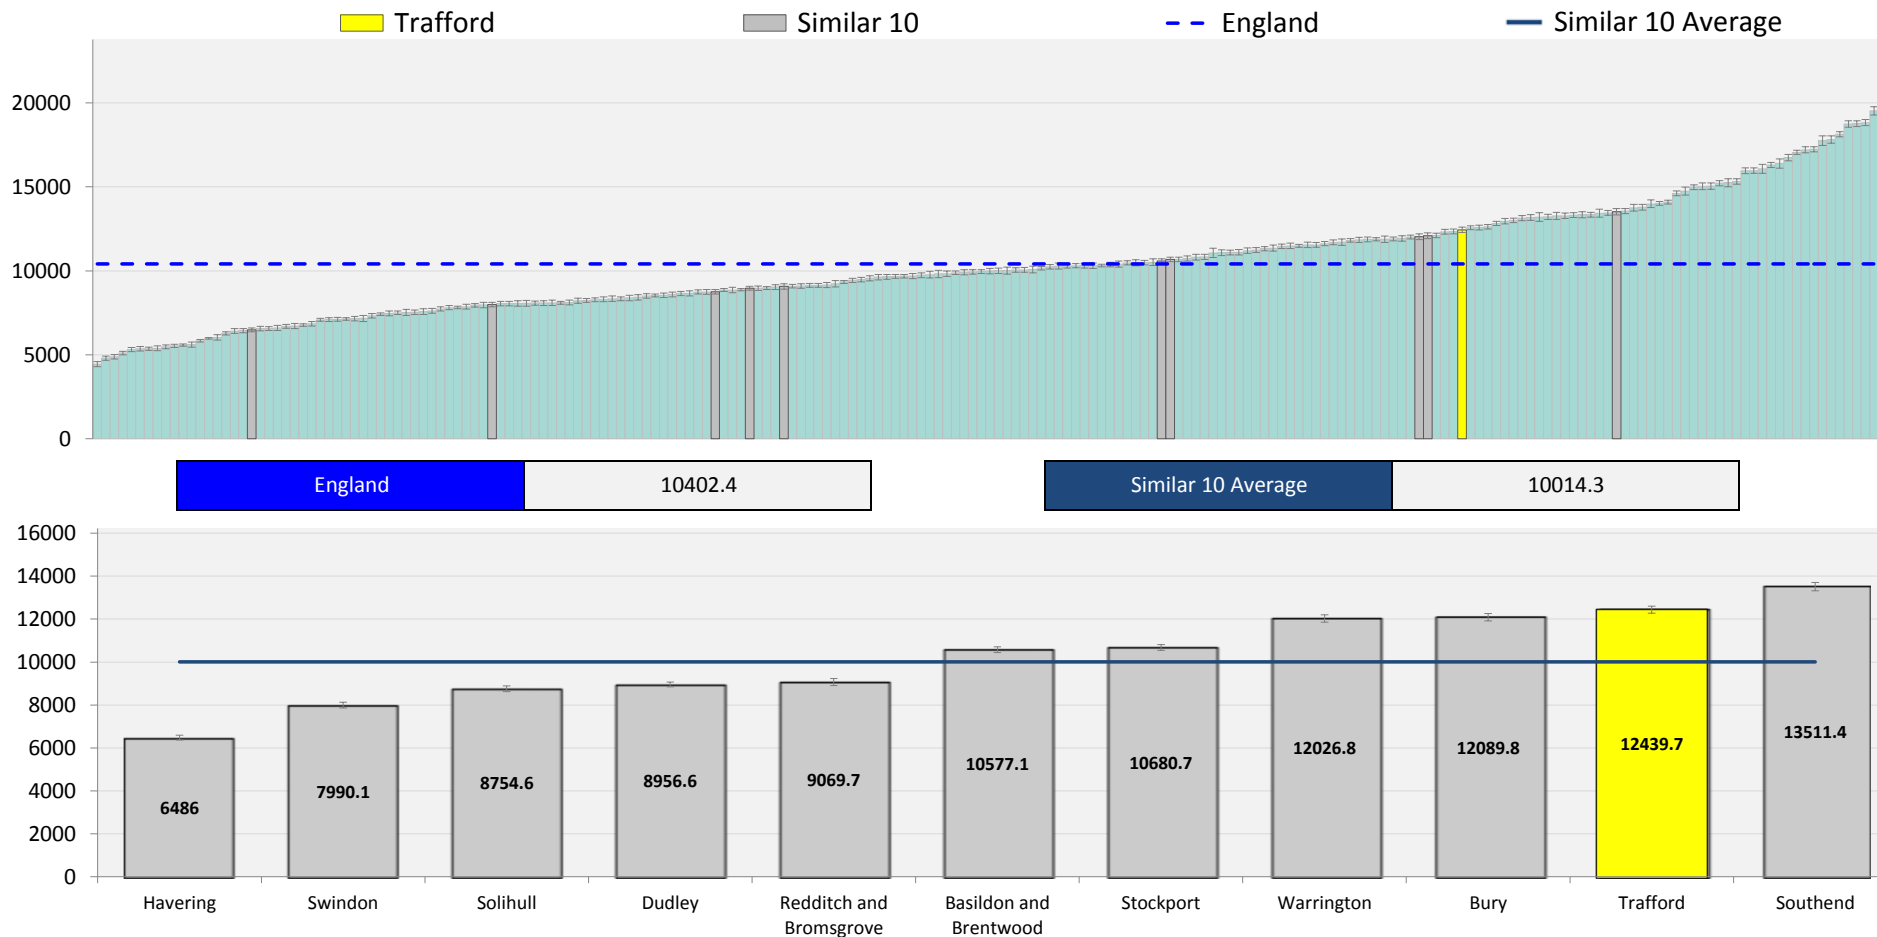 Trafford Similar 10 England Similar 10 Average
20000
15000
10000
5000
0
England 10402.4 Similar 10 Average 10014.3
16000
14000
12000
10000
8000
6000
4000
2000
0
6486 7990.1 8754.6 8956.6 9069.7 10577.1 10680.7 12026.8 12089.8 12439.7 13511.4
Havering Swindon Solihull Dudley Redditch and Basildon and Stockport Warrington Bury Trafford Southend
Bromsgrove Brentwood